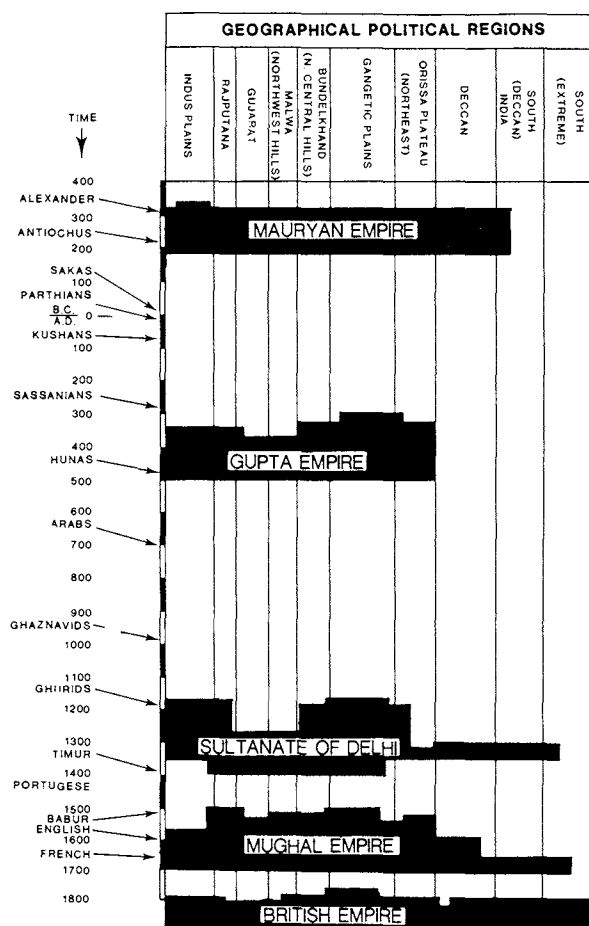 GEOGRAPHICAL POLITICAL REGIONS
INDUS PLAINS
RAJPUTANA
GUJARAT
MALWA
(NORTHWEST HILLS)
BUNDELKHAND
(N. CENTRAL HILLS)
GANGETIC PLAINS
ORISSA PLATEAU
(NORTHEAST)
DECCAN
SOUTH
INDIA
(DECCAN)
SOUTH
(EXTREME)
TIME
400
ALEXANDER
300
MAURYAN EMPIRE
ANTIOCHUS
200
SAKAS
100
PARTHIANS
B.C.
A.D. 0
KUSHANS
100
200
SASSANIANS
300
400
GUPTA EMPIRE
HUNAS
500
600
ARABS
700
800
900
GHAZNAVIDS
1000
1100
GHURIDS
1200
1300
SULTANATE OF DELHI
TIMUR
1400
PORTUGESE
1500
BABUR
ENGLISH
1600
MUGHAL EMPIRE
FRENCH
1700
1800
BRITISH EMPIRE